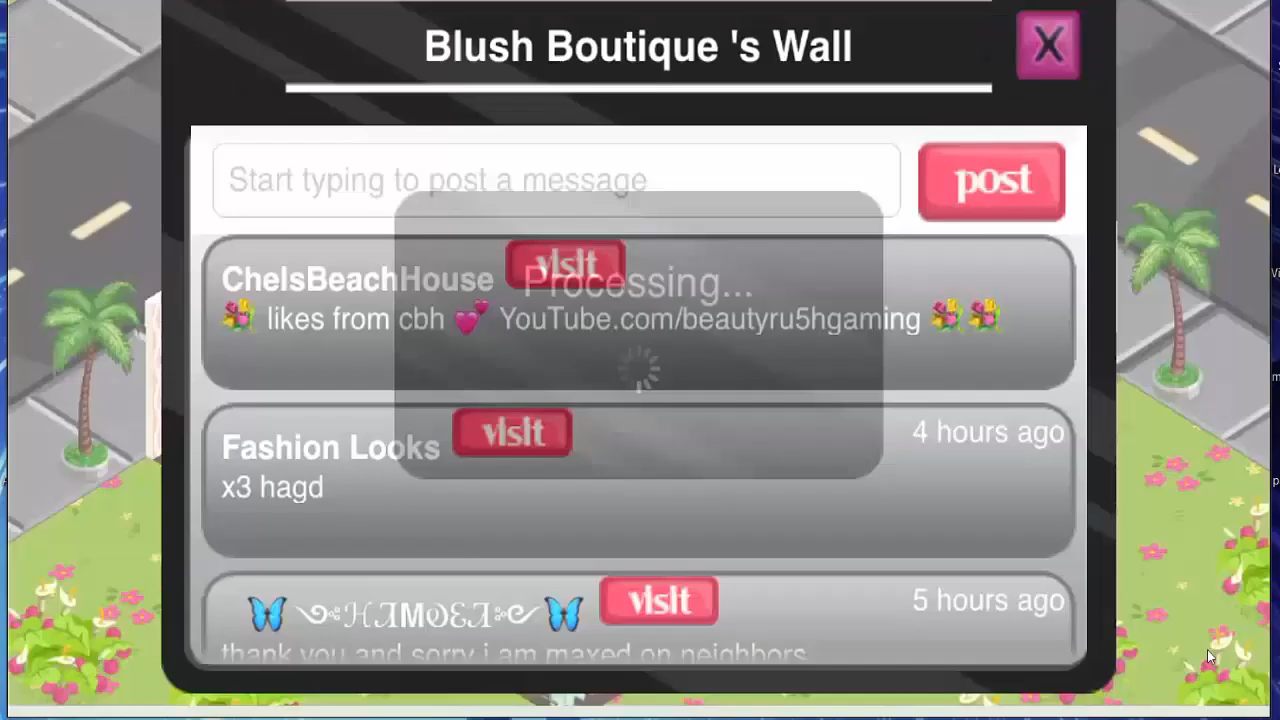 Blush Boutique 's Wall
X
Start typing to post a message
post
ChelsBeachHouse visit
Processing...
💐 likes from cbh 💕 YouTube.com/beautyru5hgaming 💐💐
Fashion Looks visit 4 hours ago
x3 hagd
visit 5 hours ago
thank you and sorry i am maxed on neighbors